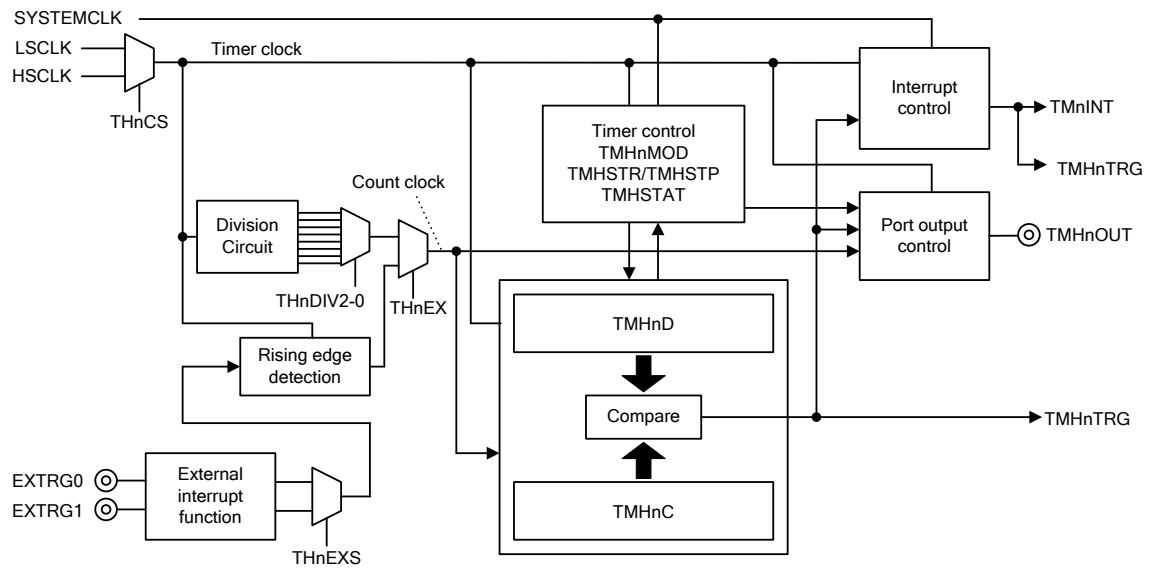 SYSTEMCLK
LSCLK
HSCLK
Timer clock
THnCS
Interrupt
control
TMnINT
TMHnTRG
Timer control
TMHnMOD
TMHSTR/TMHSTP
TMHSTAT
Count clock
Division
Circuit
THnDIV2-0
THnEX
Port output
control
TMHnOUT
Rising edge
detection
TMHnD
Compare
TMHnTRG
TMHnC
EXTRG0
EXTRG1
External
interrupt
function
THnEXS